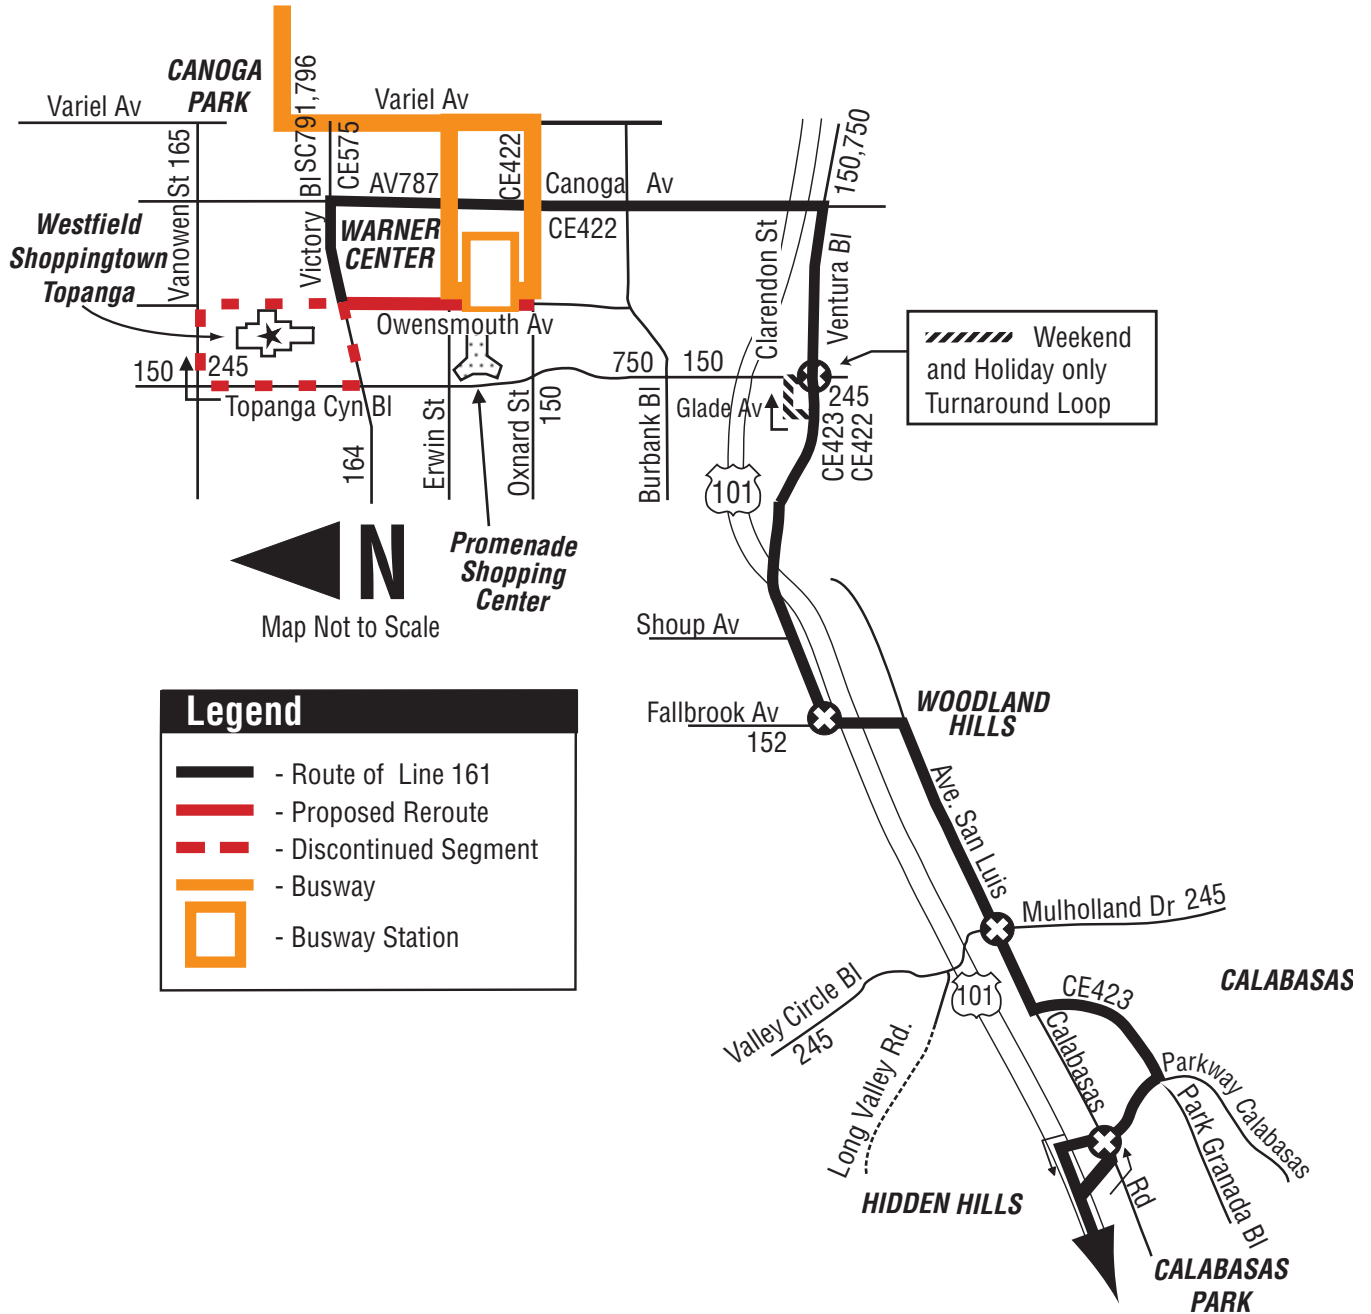 CANOGA
PARK
Variel Av
Variel Av
SC791,796
CE575
CE422
165
Vanowen St
Victory Bl
AV787
Canoga Av
CE422
WARNER
CENTER
Westfield
Shoppingtown
Topanga
Owensmouth Av
150
245
Topanga Cyn Bl
750
150
164
Erwin St
Oxnard St
150
Burbank Bl
Clarendon St
150,750
Ventura Bl
Glade Av
245
CE423
CE422
Weekend
and Holiday only
Turnaround Loop
101
N
Map Not to Scale
Promenade
Shopping
Center
Shoup Av
Fallbrook Av
152
WOODLAND
HILLS
Legend
- Route of Line 161
- Proposed Reroute
- Discontinued Segment
- Busway
- Busway Station
Ave. San Luis
Mulholland Dr 245
CALABASAS
Valley Circle Bl
245
101
CE423
Long Valley Rd.
Calabasas
Rd
Parkway Calabasas
Park Granada Bl
HIDDEN HILLS
CALABASAS
PARK